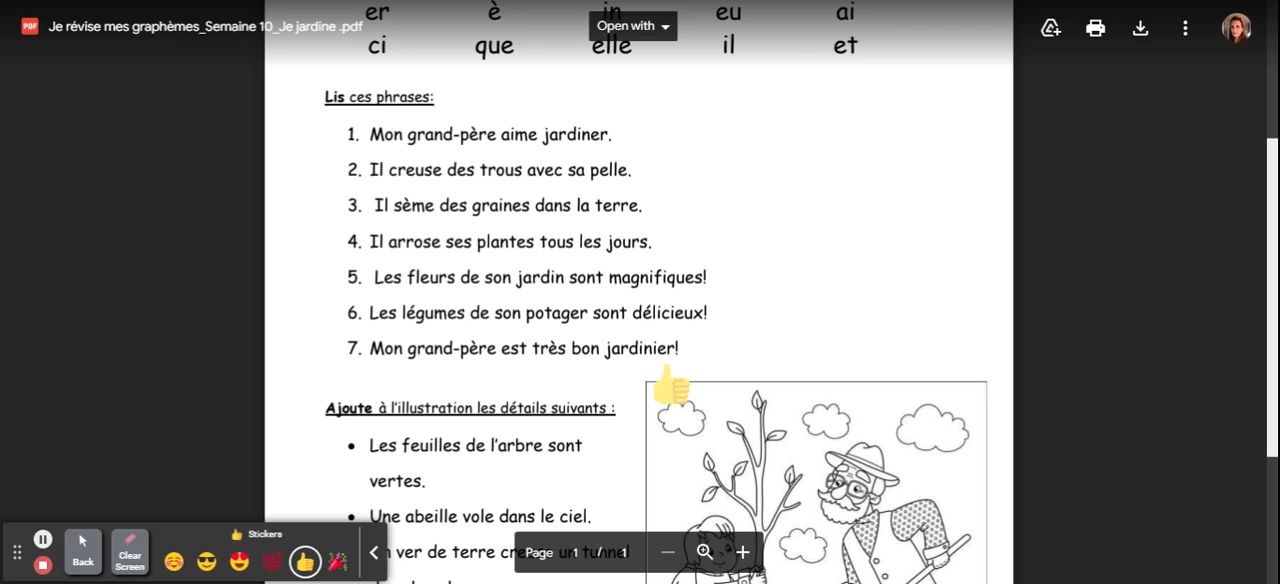 Je révise mes graphèmes_Semaine 10_Je jardine .pdf
Open with
er è in eu ai
ci que elle il et
Lis ces phrases:
1. Mon grand-père aime jardiner.
2. Il creuse des trous avec sa pelle.
3. Il sème des graines dans la terre.
4. Il arrose ses plantes tous les jours.
5. Les fleurs de son jardin sont magnifiques!
6. Les légumes de son potager sont délicieux!
7. Mon grand-père est très bon jardinier!
Ajoute à l'illustration les détails suivants :
• Les feuilles de l'arbre sont
vertes.
• Une abeille vole dans le ciel.
ver de terre creuse un tunnel
Page 1 / 1
Stickers
Back
Clear
Screen